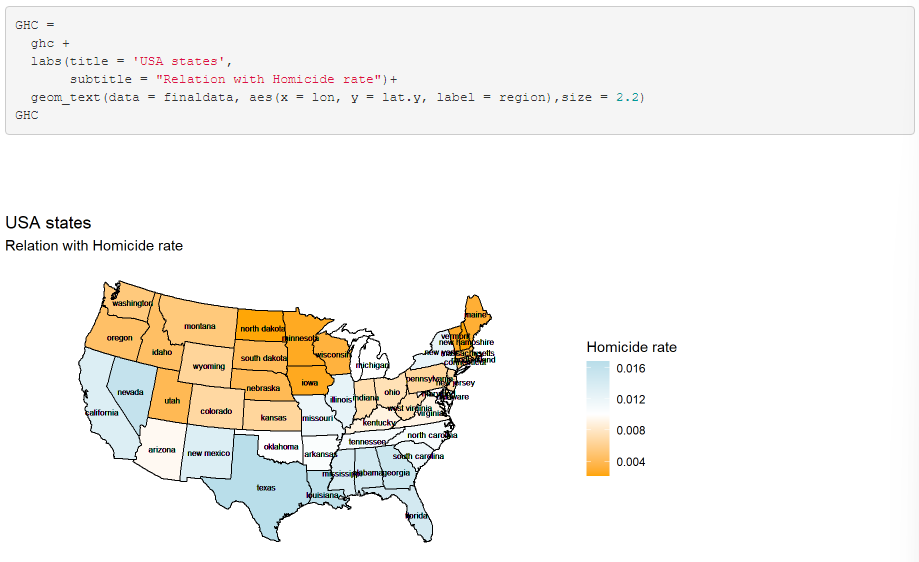 GHC =
ghc +
labs(title = 'USA states',
subtitle = "Relation with Homicide rate")+
geom_text(data = finaldata, aes(x = lon, y = lat.y, label = region),size = 2.2)
GHC
USA states
Relation with Homicide rate
washington
maine
montana
north dakota
minnesota
oregon
vermont
new hampshire
idaho
wisconsin
south dakota
massachusetts
wyoming
michigan
connecticut
pennsylvania
iowa
new jersey
nebraska
nevada
ohio
utah
illinois
indiana
west virginia
colorado
virginia
california
kansas
missouri
kentucky
north carolina
tennessee
oklahoma
arizona
new mexico
arkansas
south carolina
mississippi
alabama
georgia
texas
louisiana
florida
Homicide rate
0.016
0.012
0.008
0.004